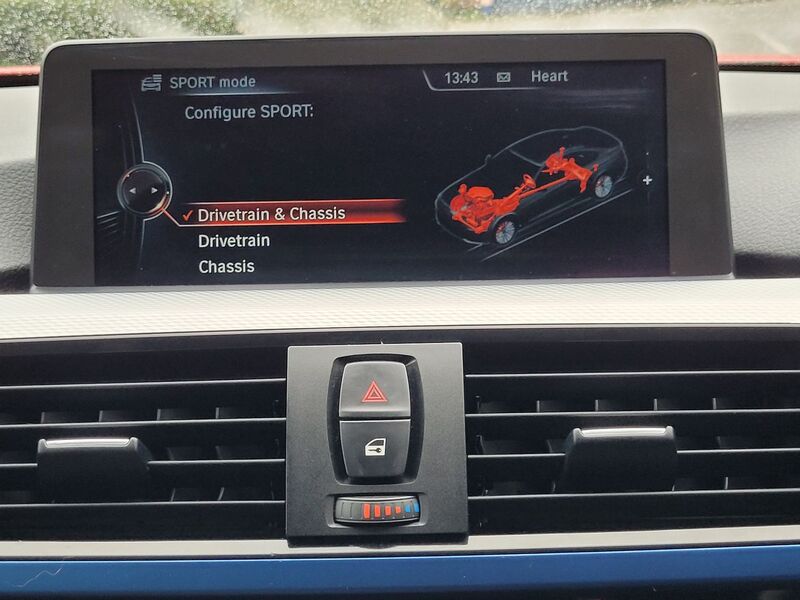 SPORT mode
13:43 Heart
Configure SPORT:
Drivetrain & Chassis
Drivetrain
Chassis